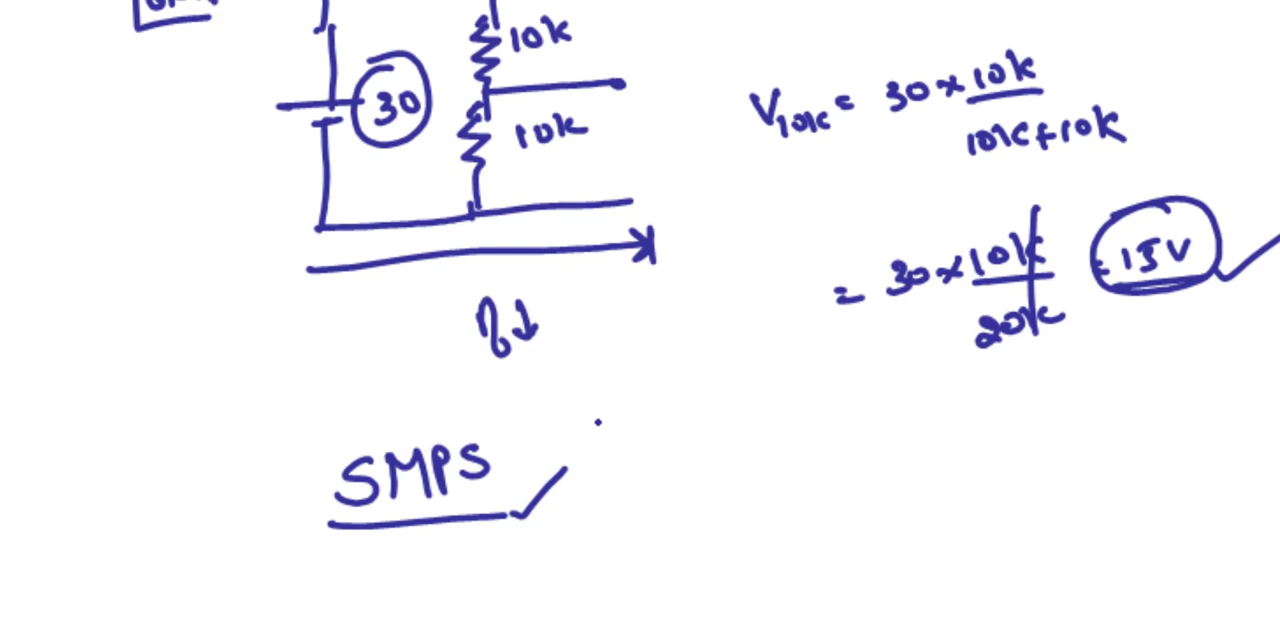 10k
30
10k
V10k = 30 × 10k
10k + 10k
= 30 × 10k = 15V
20k
η↓
SMPS